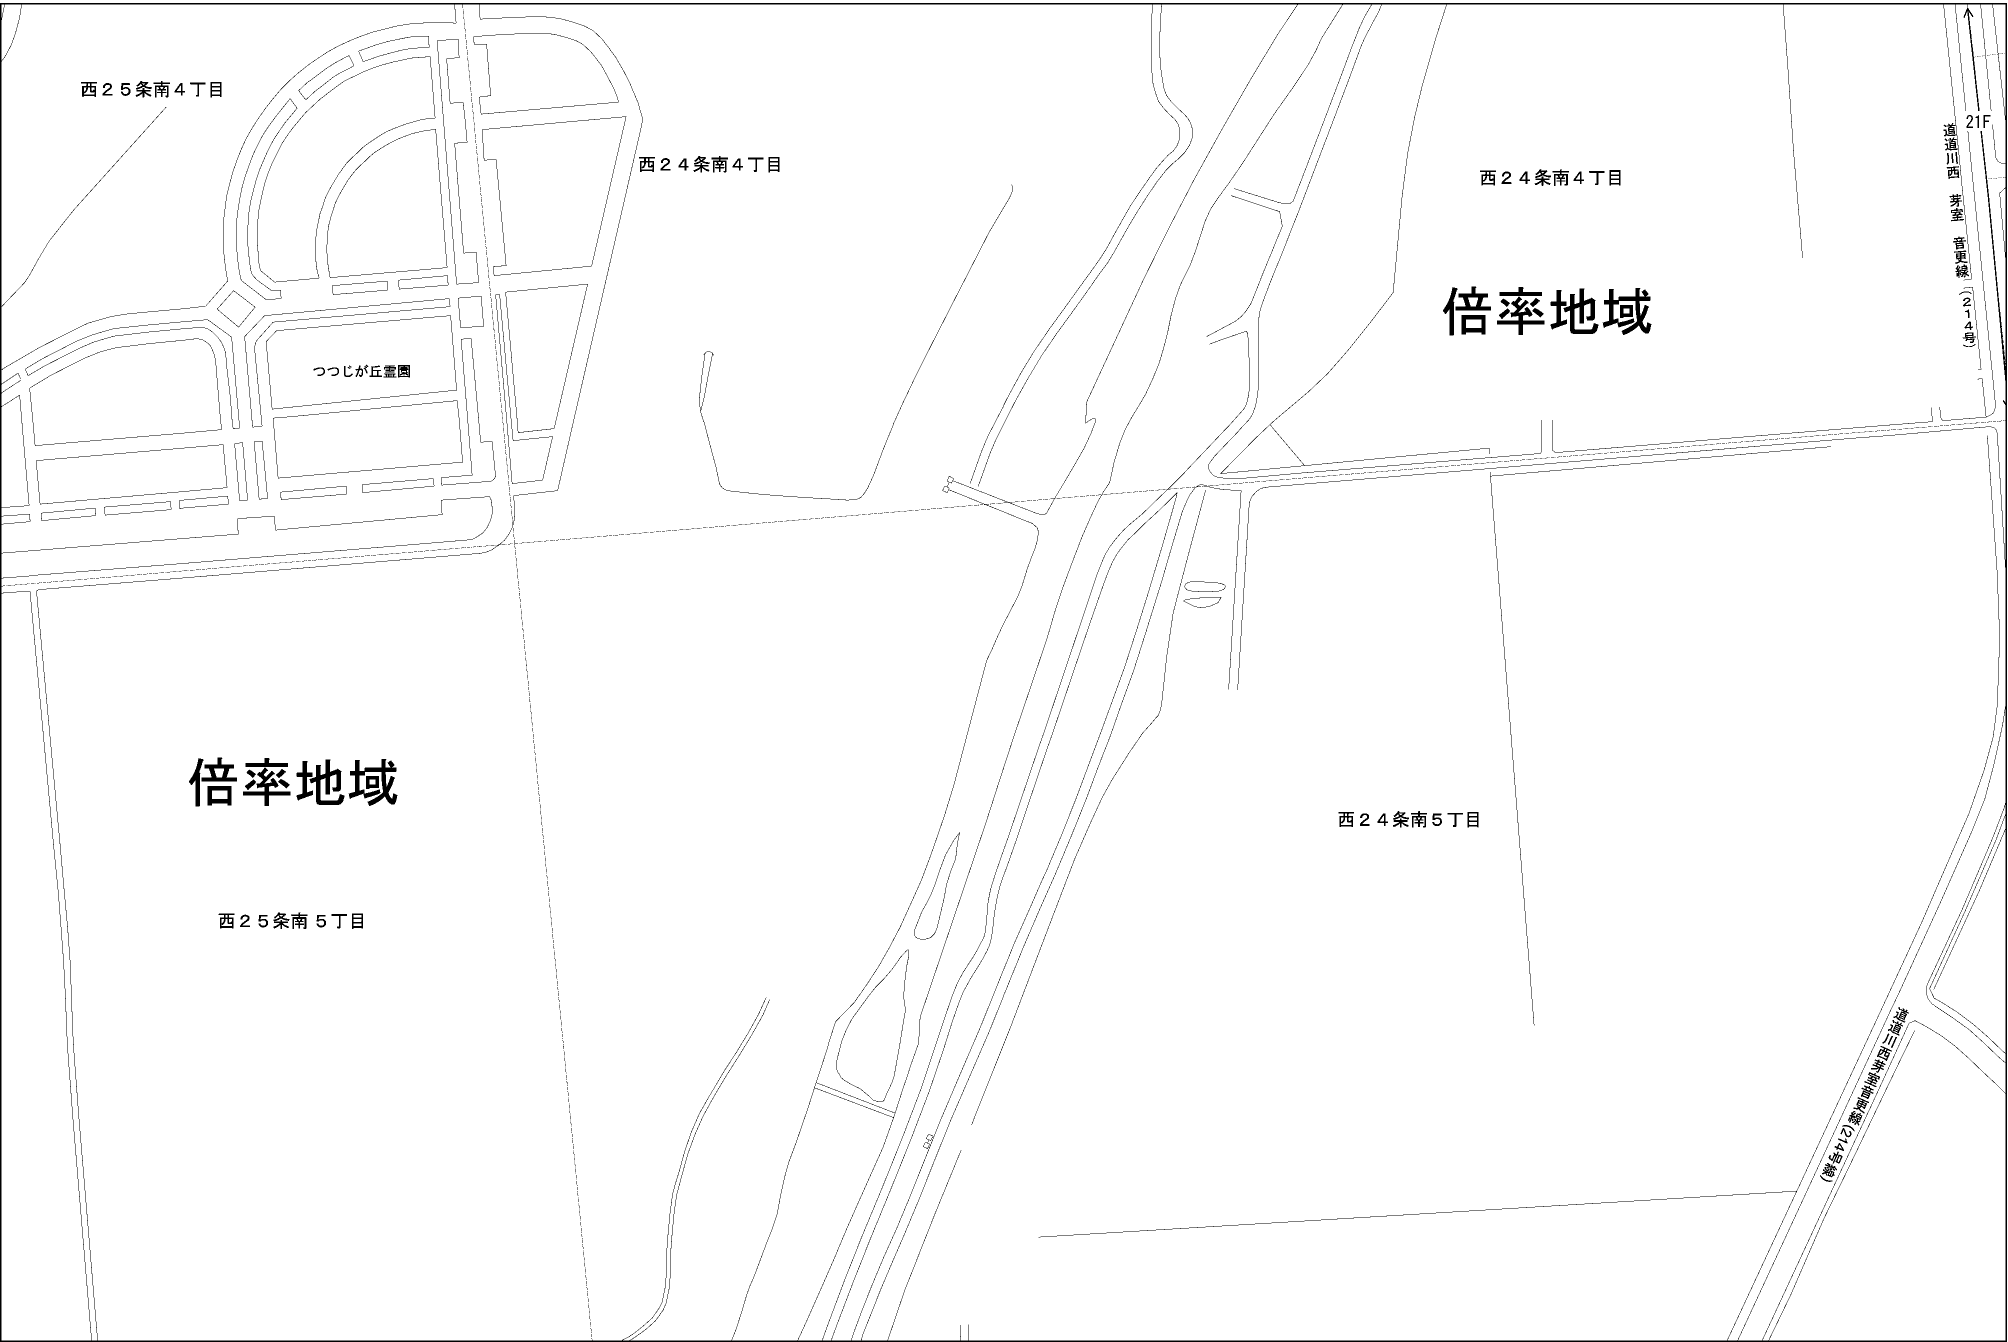 西２５条南４丁目
西２４条南４丁目
西２４条南４丁目
21F
道道川西　芽室　音更線（２１４号）
倍率地域
つつじが丘霊園
倍率地域
西２４条南５丁目
西２５条南５丁目
道道川西芽室音更線(214号線)